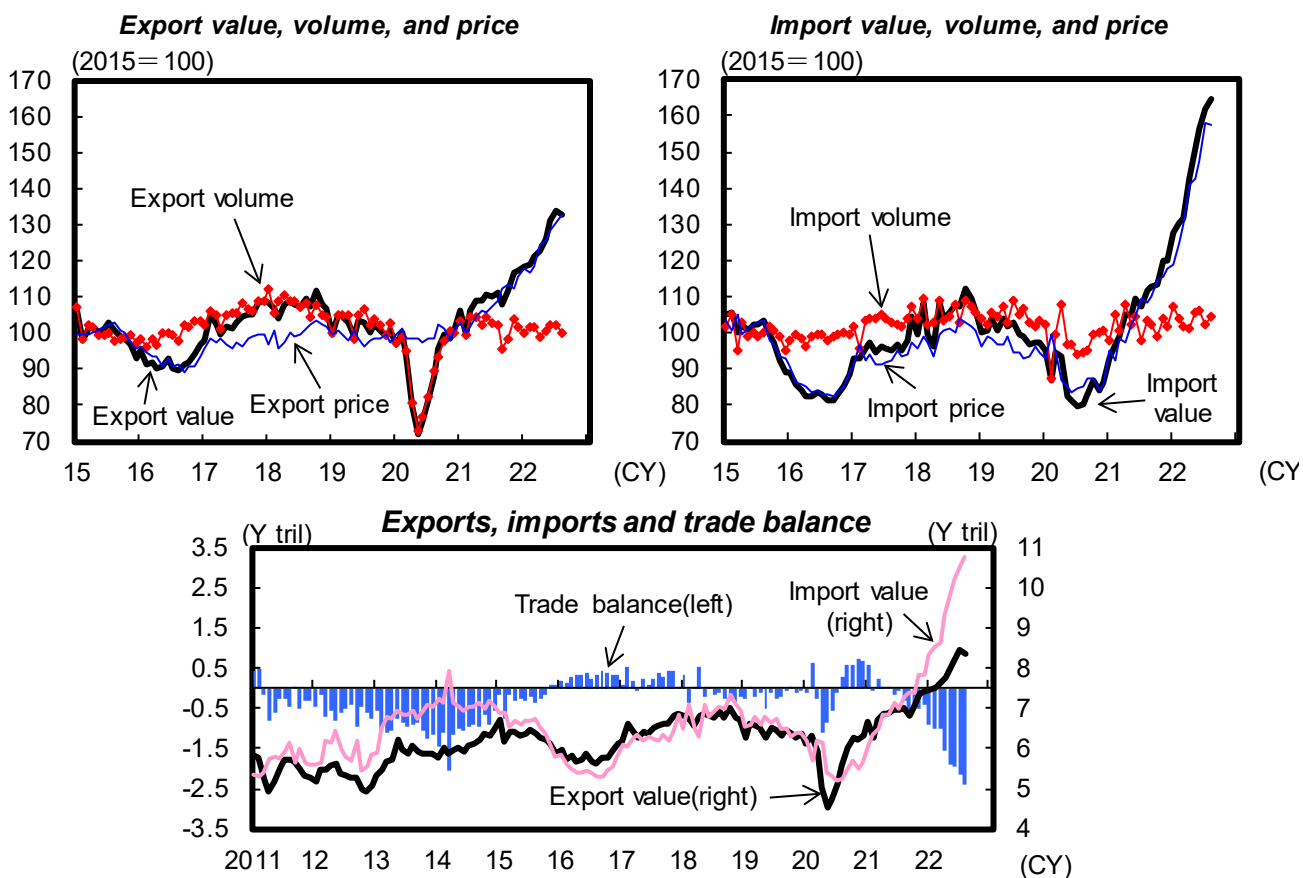 Export value, volume, and price
(2015＝100)
170
160
150
140
130
120
110
100
90
80
70
Export volume
Export value
Export price
15 16 17 18 19 20 21 22 (CY)
Import value, volume, and price
(2015＝100)
170
160
150
140
130
120
110
100
90
80
70
Import volume
Import price
Import
value
15 16 17 18 19 20 21 22 (CY
Exports, imports and trade balance
(Y tril)
(Y tril)
3.5
2.5
1.5
0.5
-0.5
-1.5
-2.5
-3.5
Trade balance(left)
Import value
(right)
Export value(right)
11
10
9
8
7
6
5
4
2011 12 13 14 15 16 17 18 19 20 21 22 (CY)